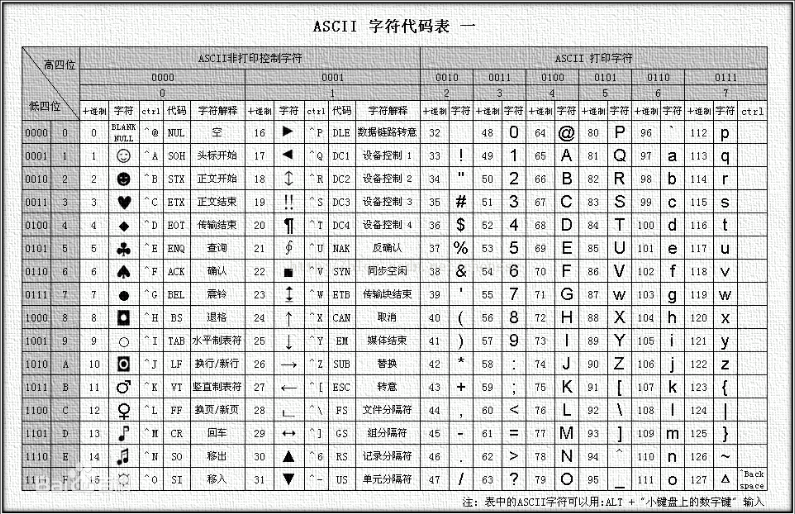 ASCII 字符代码表 一
高四位 ASCII非打印控制字符 ASCII 打印字符
0000 0001 0010 0011 0100 0101 0110 0111
低四位 0 1 2 3 4 5 6 7
十进制 字符 ctrl 代码 字符解释 十进制 字符 ctrl 代码 字符解释 十进制 字符 十进制 字符 十进制 字符 十进制 字符 十进制 字符 十进制 字符 ctrl
0000 0 0 BLANK NULL ^@ NUL 空 16 ► ^P DLE 数据链路转意 32 48 0 64 @ 80 P 96 ` 112 p
0001 1 1 ☺ ^A SOH 头标开始 17 ◄ ^Q DC1 设备控制 1 33 ! 49 1 65 A 81 Q 97 a 113 q
0010 2 2 ☻ ^B STX 正文开始 18 ↕ ^R DC2 设备控制 2 34 " 50 2 66 B 82 R 98 b 114 r
0011 3 3 ♥ ^C ETX 正文结束 19 ‼ ^S DC3 设备控制 3 35 # 51 3 67 C 83 S 99 c 115 s
0100 4 4 ◆ ^D EOT 传输结束 20 ¶ ^T DC4 设备控制 4 36 $ 52 4 68 D 84 T 100 d 116 t
0101 5 5 ♣ ^E ENQ 查询 21 ∮ ^U NAK 反确认 37 % 53 5 69 E 85 U 101 e 117 u
0110 6 6 ♠ ^F ACK 确认 22 ■ ^V SYN 同步空闲 38 & 54 6 70 F 86 V 102 f 118 v
0111 7 7 ● ^G BEL 震铃 23 ↨ ^W ETB 传输块结束 39 ' 55 7 71 G 87 w 103 g 119 w
1000 8 8 ◘ ^H BS 退格 24 ↑ ^X CAN 取消 40 ( 56 8 72 H 88 X 104 h 120 x
1001 9 9 ○ ^I TAB 水平制表符 25 ↓ ^Y EM 媒体结束 41 ) 57 9 73 I 89 Y 105 i 121 y
1010 A 10 ◙ ^J LF 换行/新行 26 → ^Z SUB 替换 42 * 58 : 74 J 90 Z 106 j 122 z
1011 B 11 ♂ ^K VT 竖直制表符 27 ← ^[ ESC 转意 43 + 59 ; 75 K 91 [ 107 k 123 {
1100 C 12 ♀ ^L FF 换页/新页 28 ∟ ^\ FS 文件分隔符 44 , 60 < 76 L 92 \ 108 l 124 |
1101 D 13 ♪ ^M CR 回车 29 ↔ ^] GS 组分隔符 45 - 61 = 77 M 93 ] 109 m 125 }
1110 E 14 ♫ ^N SO 移出 30 ▲ ^6 RS 记录分隔符 46 . 62 > 78 N 94 ^ 110 n 126 ~
1111 F 15 ☼ ^O SI 移入 31 ▼ ^- US 单元分隔符 47 / 63 ? 79 O 95 _ 111 o 127 Δ ^Back space
注：表中的ASCII字符可以用:ALT + "小键盘上的数字键" 输入